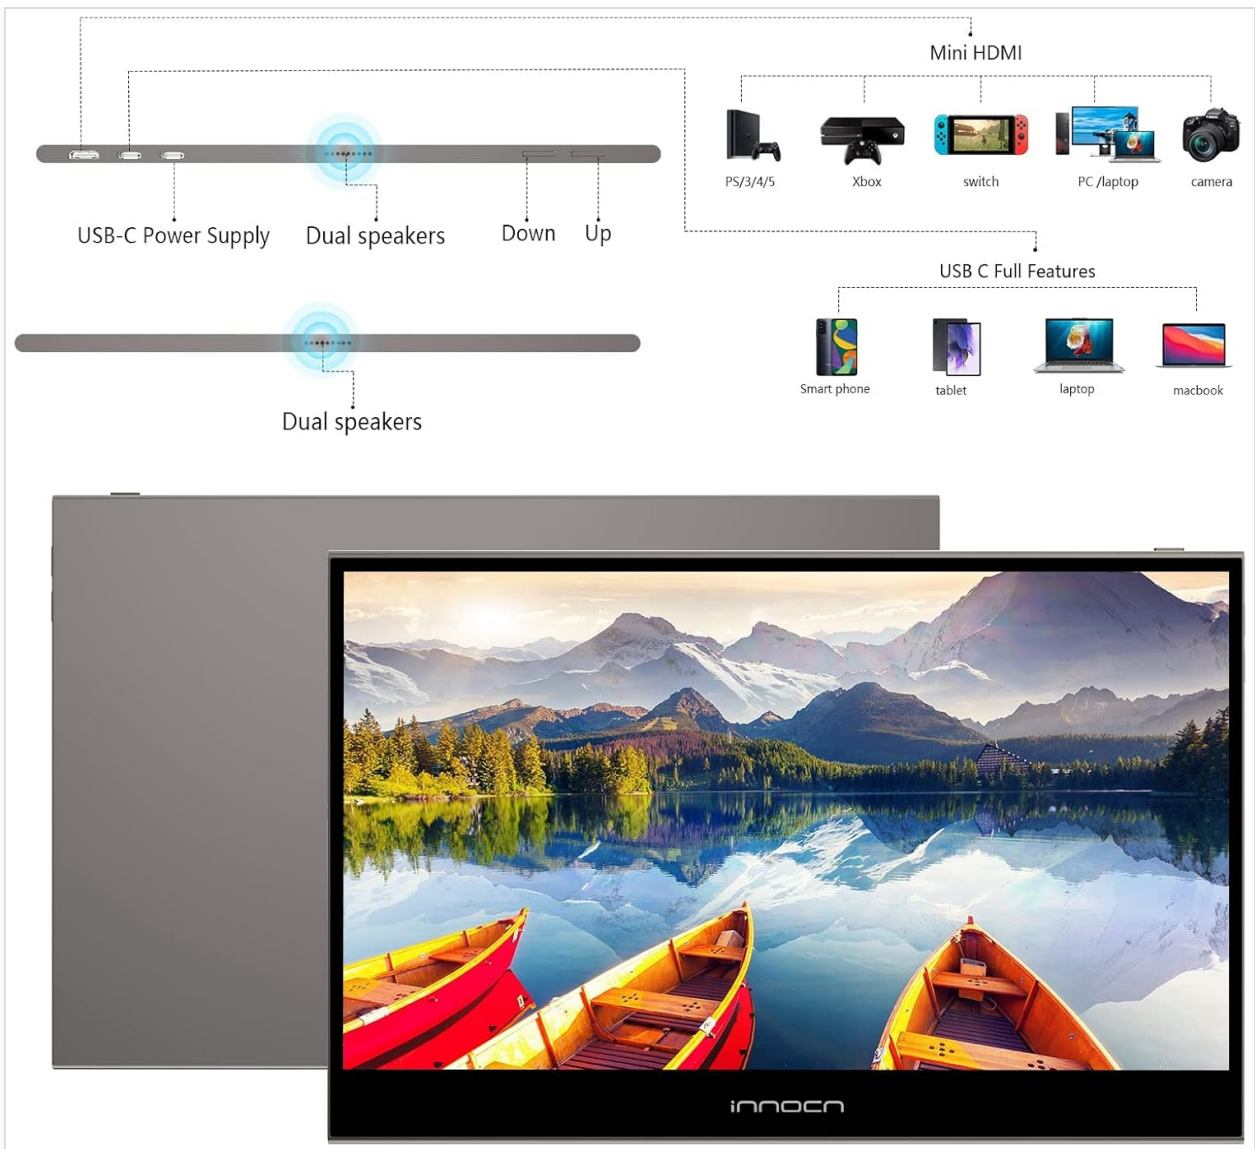 Mini HDMI
PS/3/4/5
Xbox
switch
PC /laptop
camera
USB-C Power Supply
Dual speakers
Down
Up
USB C Full Features
Smart phone
tablet
laptop
macbook
Dual speakers
innocn